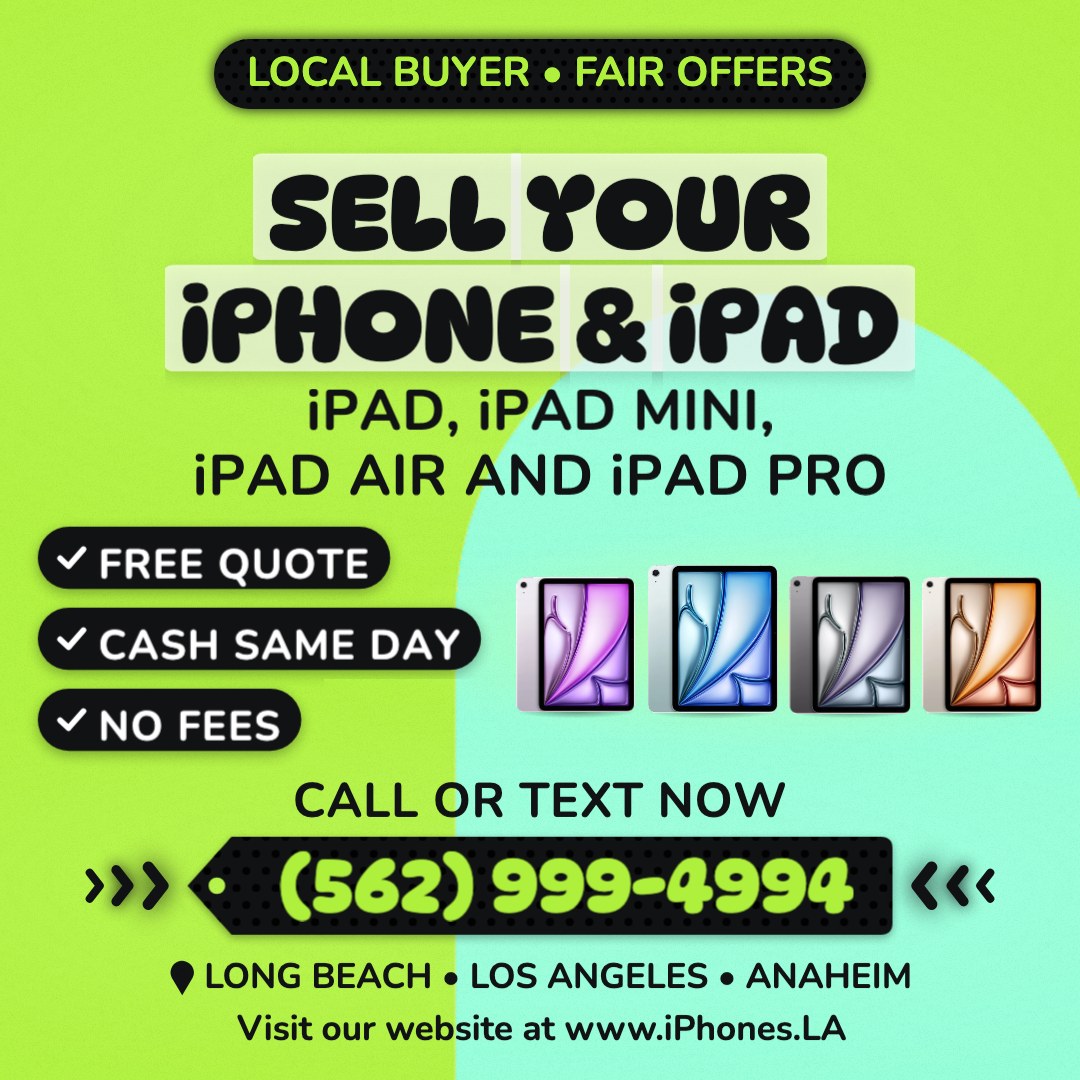 LOCAL BUYER • FAIR OFFERS
SELL YOUR
iPHONE & iPAD
iPAD, iPAD MINI,
iPAD AIR AND iPAD PRO
✓ FREE QUOTE
✓ CASH SAME DAY
✓ NO FEES
CALL OR TEXT NOW
(562) 999-4994
LONG BEACH • LOS ANGELES • ANAHEIM
Visit our website at www.iPhones.LA